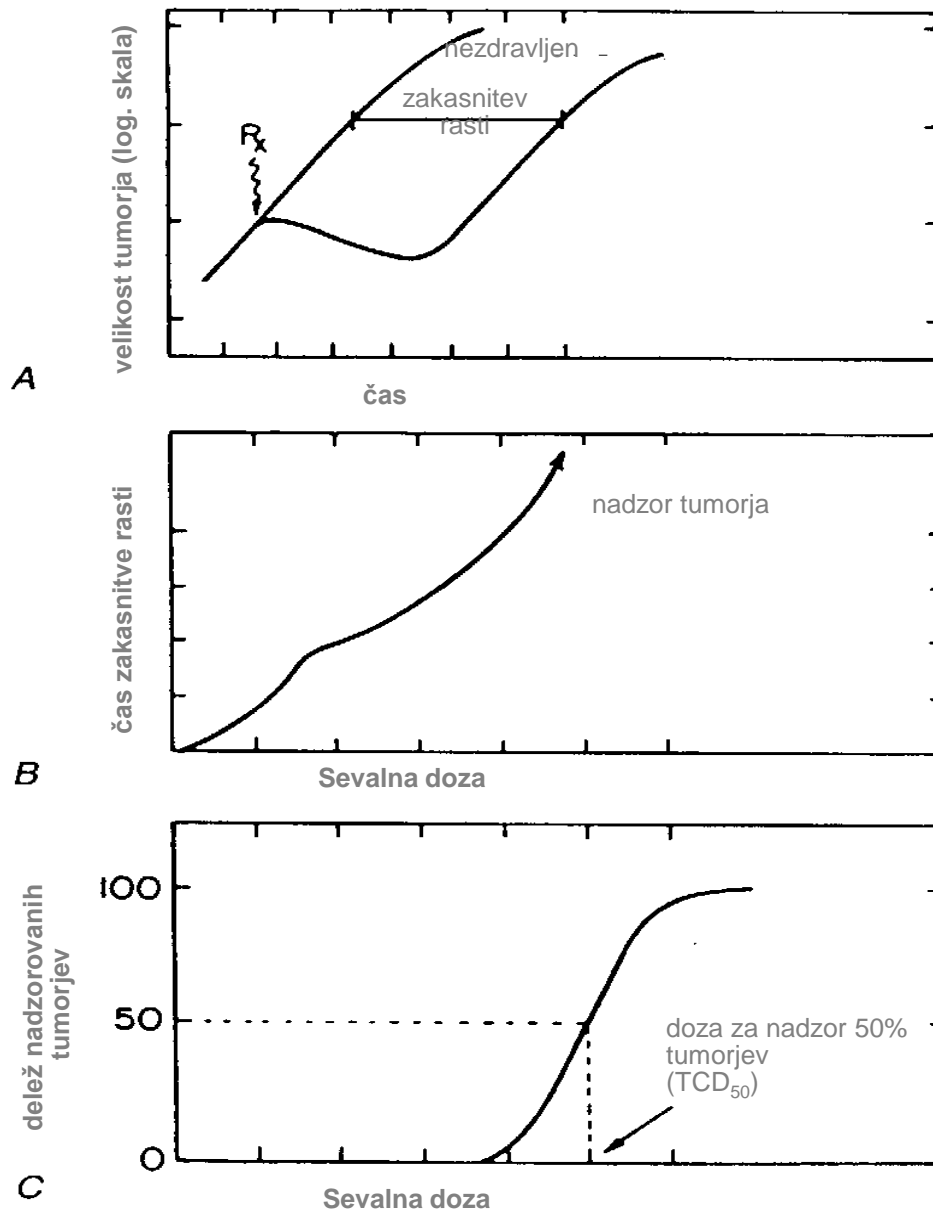 velikost tumorja (log. skala)
nezdravljen
zakasnitev
rasti
Rx
A
čas
čas zakasnitve rasti
nadzor tumorja
B
Sevalna doza
delež nadzorovanih
tumorjev
100
50
0
doza za nadzor 50%
tumorjev
(TCD50)
C
Sevalna doza